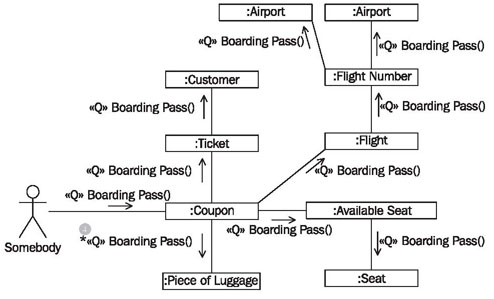 :Airport
:Airport
«Q» Boarding Pass()
«Q» Boarding Pass()
:Customer
:Flight Number
«Q» Boarding Pass()
«Q» Boarding Pass()
:Ticket
:Flight
«Q» Boarding Pass()
«Q» Boarding Pass()
«Q» Boarding Pass()
:Coupon
:Available Seat
«Q» Boarding Pass()
*«Q» Boarding Pass()
«Q» Boarding Pass()
Somebody
:Piece of Luggage
:Seat